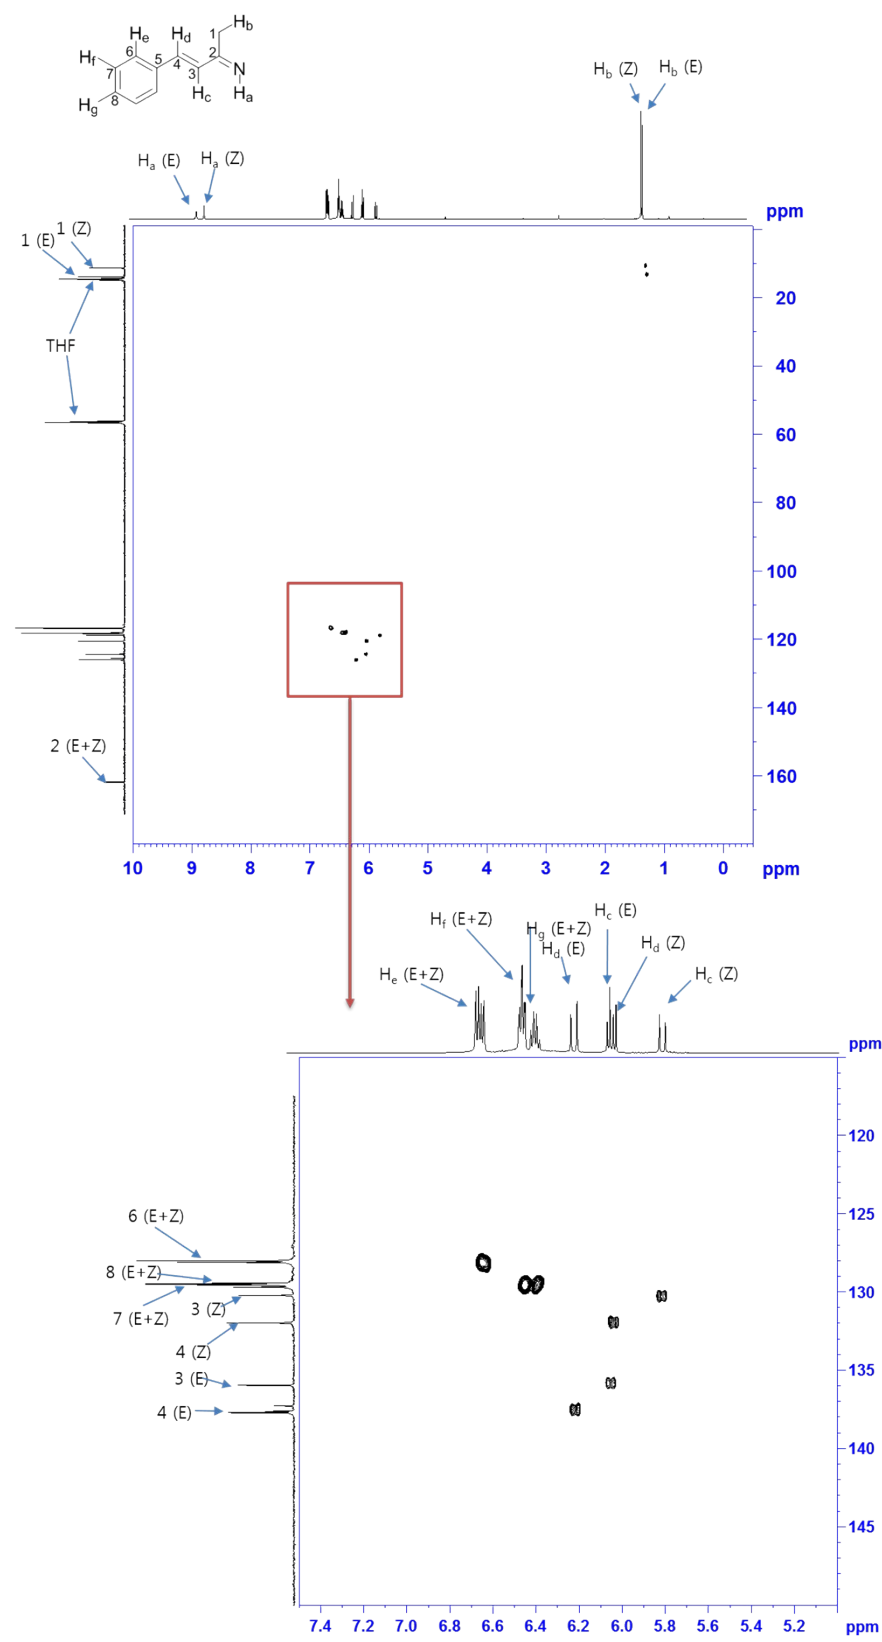 He
Hd
Hb
Hf
6
5
4
3
2
1
N
7
Hg
8
Hc
Ha
Hb (Z)
Hb (E)
Ha (E)
Ha (Z)
ppm
1 (E)
1 (Z)
THF
2 (E+Z)
20
40
60
80
100
120
140
160
10 9 8 7 6 5 4 3 2 1 0 ppm
Hc (E)
Hf (E+Z)
Hg (E+Z)
Hd (E)
Hd (Z)
He (E+Z)
Hc (Z)
ppm
6 (E+Z)
8 (E+Z)
7 (E+Z)
3 (Z)
4 (Z)
3 (E)
4 (E)
120
125
130
135
140
145
7.4 7.2 7.0 6.8 6.6 6.4 6.2 6.0 5.8 5.6 5.4 5.2 ppm